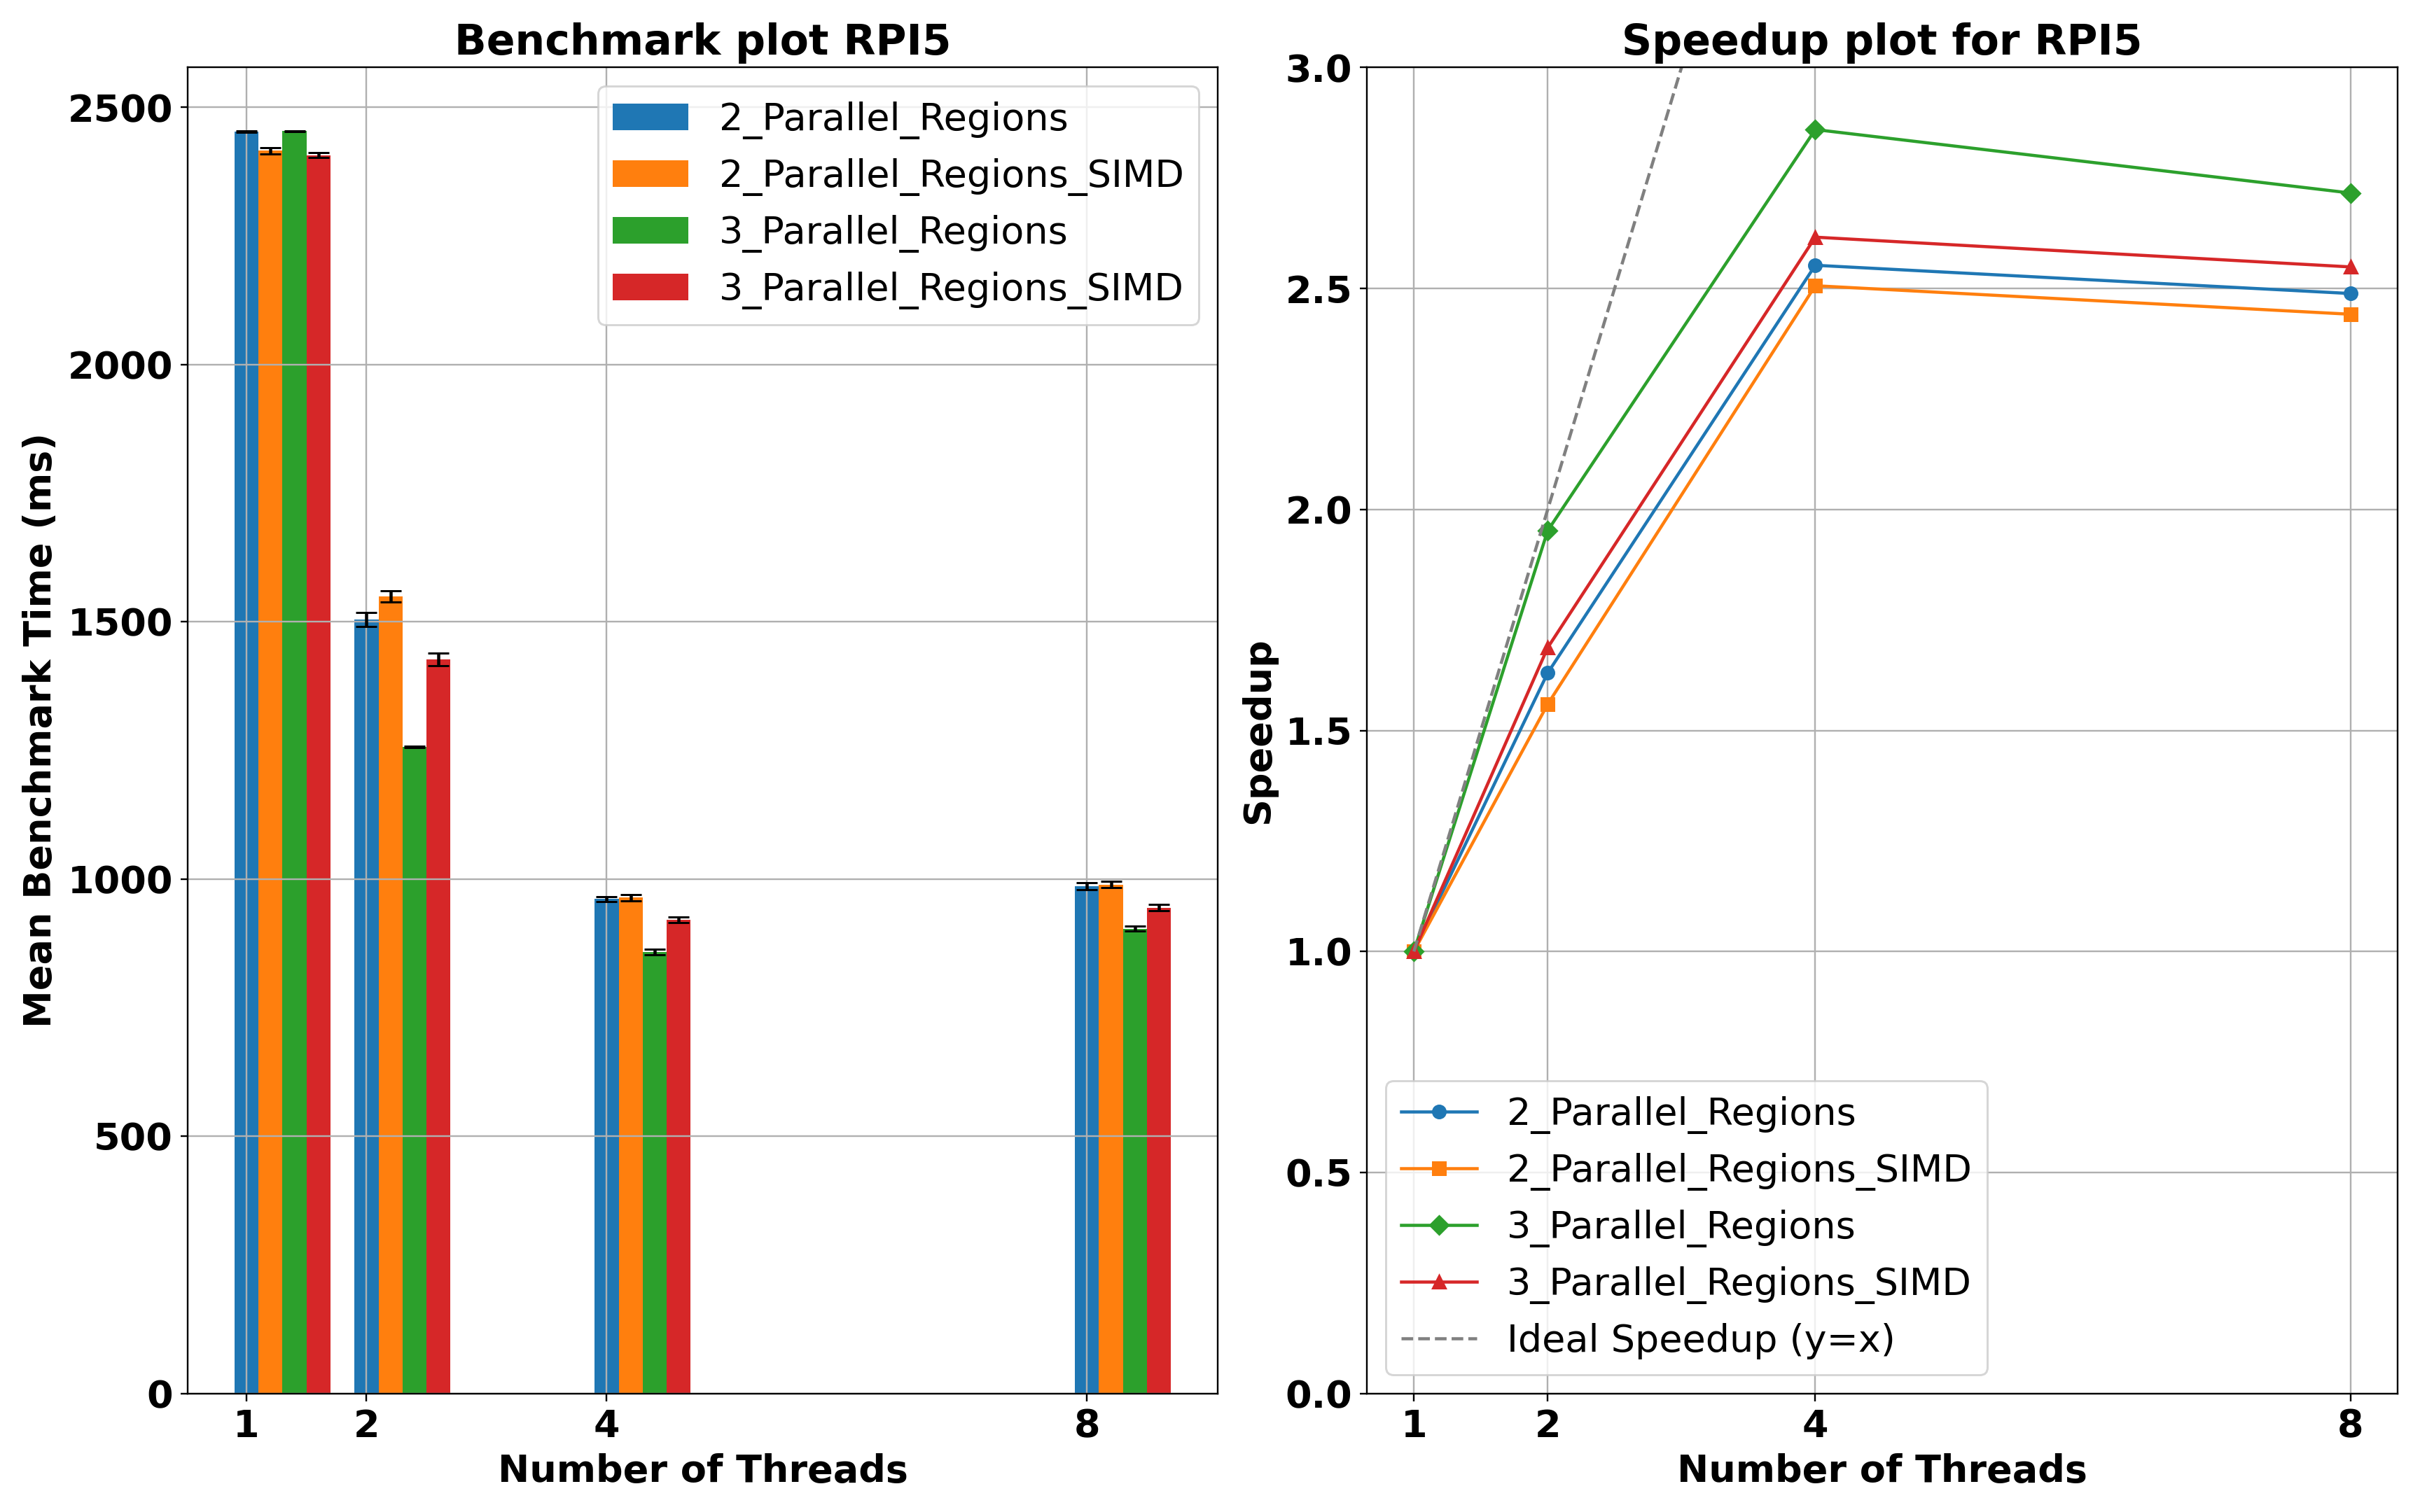 Benchmark plot RPI5
2500
2000
1500
1000
500
0
Mean Benchmark Time (ms)
2_Parallel_Regions
2_Parallel_Regions_SIMD
3_Parallel_Regions
3_Parallel_Regions_SIMD
1 2 4 8
Number of Threads
Speedup plot for RPI5
3.0
2.5
2.0
1.5
1.0
0.5
0.0
Speedup
2_Parallel_Regions
2_Parallel_Regions_SIMD
3_Parallel_Regions
3_Parallel_Regions_SIMD
Ideal Speedup (y=x)
1 2 4 8
Number of Threads